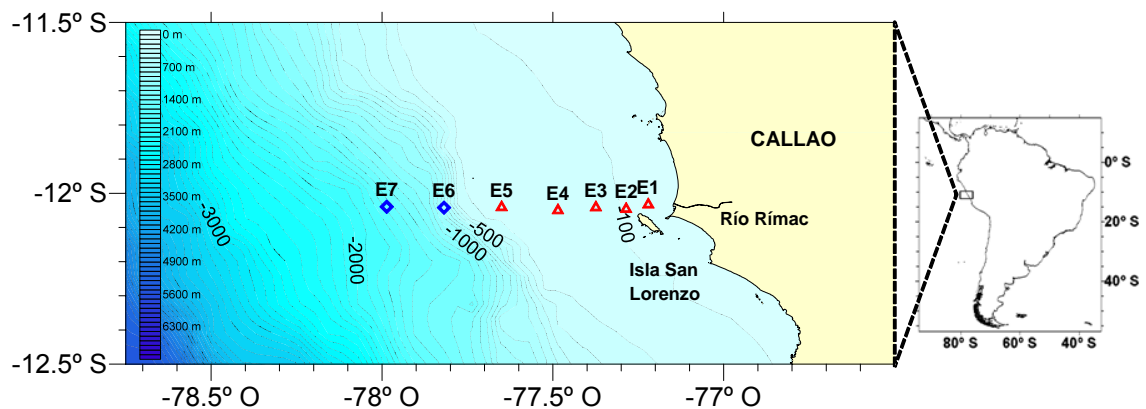 -11.5º S
-12º S
-12.5º S
0 m
700 m
1400 m
2100 m
2800 m
3500 m
4200 m
4900 m
5600 m
6300 m
CALLAO
E7
E6
E5
E4
E3
E2
E1
Río Rímac
-100
-500
-1000
-2000
-3000
Isla San
Lorenzo
-78.5º O
-78º O
-77.5º O
-77º O
0º S
20º S
40º S
80º S
60º S
40 S